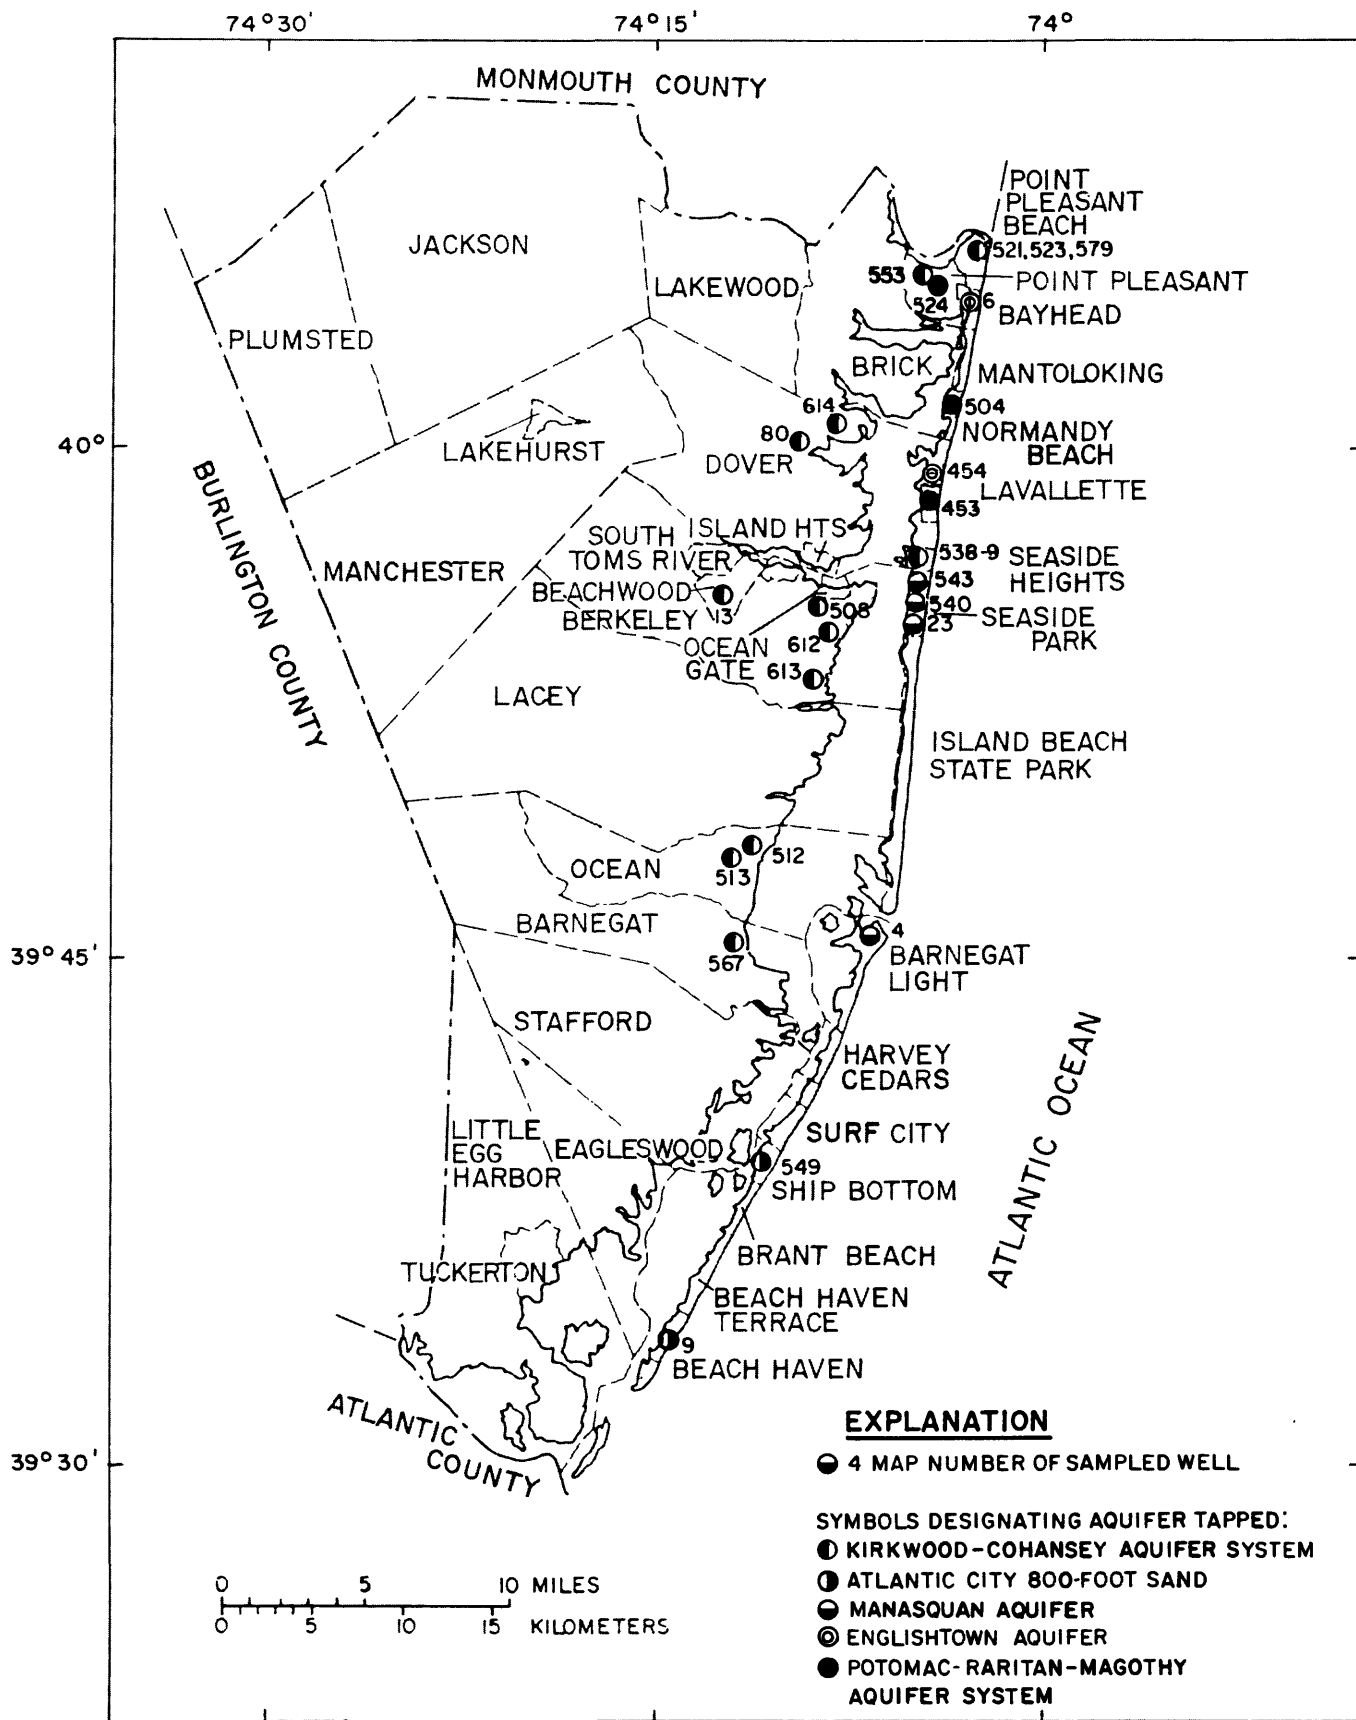 74°30'
74°15'
74°
MONMOUTH COUNTY
POINT
PLEASANT
BEACH
JACKSON
521,523,579
LAKEWOOD
553
POINT PLEASANT
524
6
BAYHEAD
PLUMSTED
BRICK
MANTOLOKING
614
504
80
NORMANDY
BEACH
40°
LAKEHURST
DOVER
454
LAVALLETTE
453
BURLINGTON COUNTY
SOUTH
TOMS RIVER
ISLAND HTS
538-9
SEASIDE
HEIGHTS
MANCHESTER
543
BEACHWOOD
13
508
540
BERKELEY
23
SEASIDE
PARK
612
OCEAN
GATE
613
LACEY
ISLAND BEACH
STATE PARK
512
OCEAN
513
BARNEGAT
4
567
39°45'
BARNEGAT
LIGHT
STAFFORD
ATLANTIC OCEAN
HARVEY
CEDARS
LITTLE
EGG
HARBOR
EAGLESWOOD
SURF CITY
549
SHIP BOTTOM
BRANT BEACH
TUCKERTON
BEACH HAVEN
TERRACE
9
BEACH HAVEN
ATLANTIC
COUNTY
39°30'
EXPLANATION
4 MAP NUMBER OF SAMPLED WELL
SYMBOLS DESIGNATING AQUIFER TAPPED:
KIRKWOOD-COHANSEY AQUIFER SYSTEM
ATLANTIC CITY 800-FOOT SAND
MANASQUAN AQUIFER
ENGLISHTOWN AQUIFER
POTOMAC-RARITAN-MAGOTHY
AQUIFER SYSTEM
0 5 10 MILES
0 5 10 15 KILOMETERS